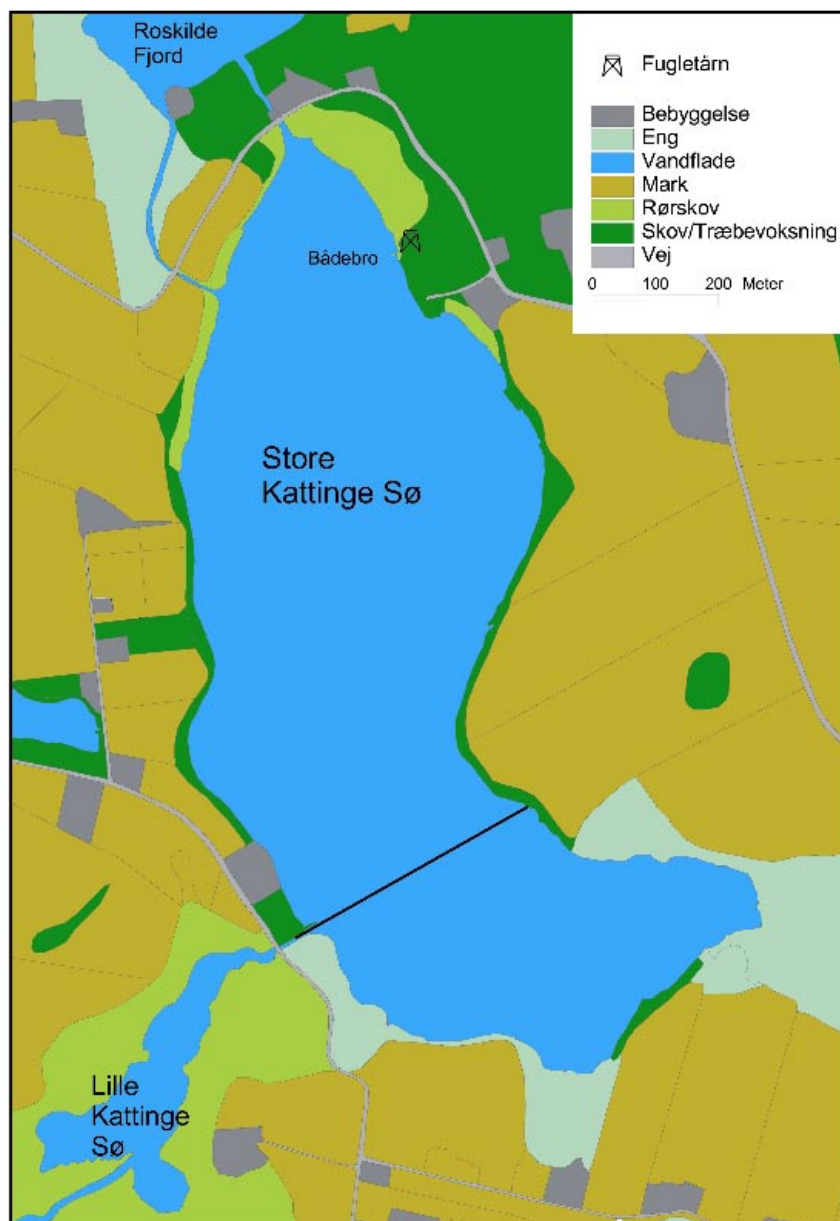 Roskilde
Fjord
Fugletårn
Bebyggelse
Eng
Vandflade
Mark
Rørskov
Skov/Træbevoksning
Vej
0 100 200 Meter
Bådebro
Store
Kattinge Sø
Lille
Kattinge
Sø